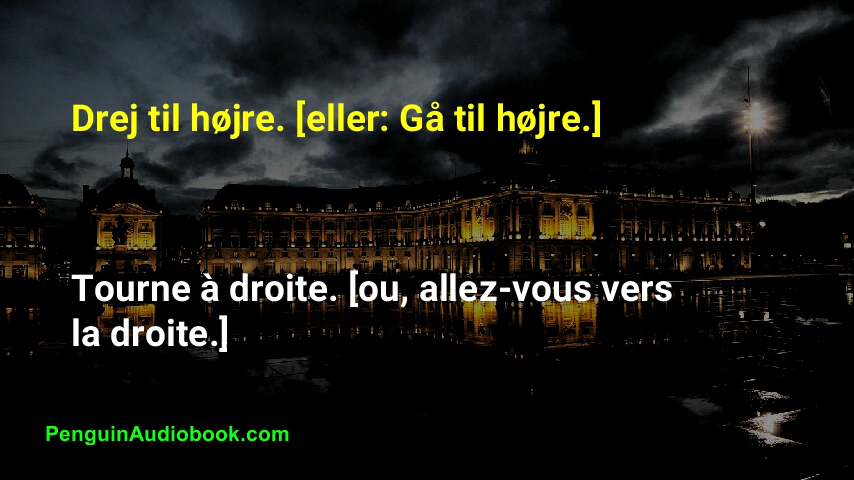 Drej til højre. [eller: Gå til højre.]
Tourne à droite. [ou, allez-vous vers
la droite.]
PenguinAudiobook.com